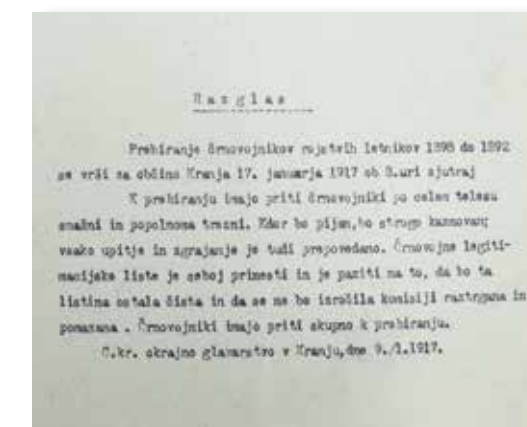 Razglas
Prebiranje črnovojnikov rojstvih letnikov 1898 do 1892
se vrši za občino Kranja 17. januarja 1917 ob 8.uri zjutraj
K prebiranju imajo priti črnovojniki po celem telesu
snažni in popolnoma trezni. Kdor bo pijan,bo strogo kaznovan;
vsako upitje in zgrajanje je tudi prepovedano. Črnovojne legiti-
macijske liste je seboj prinesti in je paziti na to, da bo ta
listina ostala čista in da se ne bo izročila komisiji raztrgana in
pomazana . Črnovojniki imajo priti skupno k prebiranju.
C.kr. okrajno glavarstvo v Kranju,dne 9./1.1917.